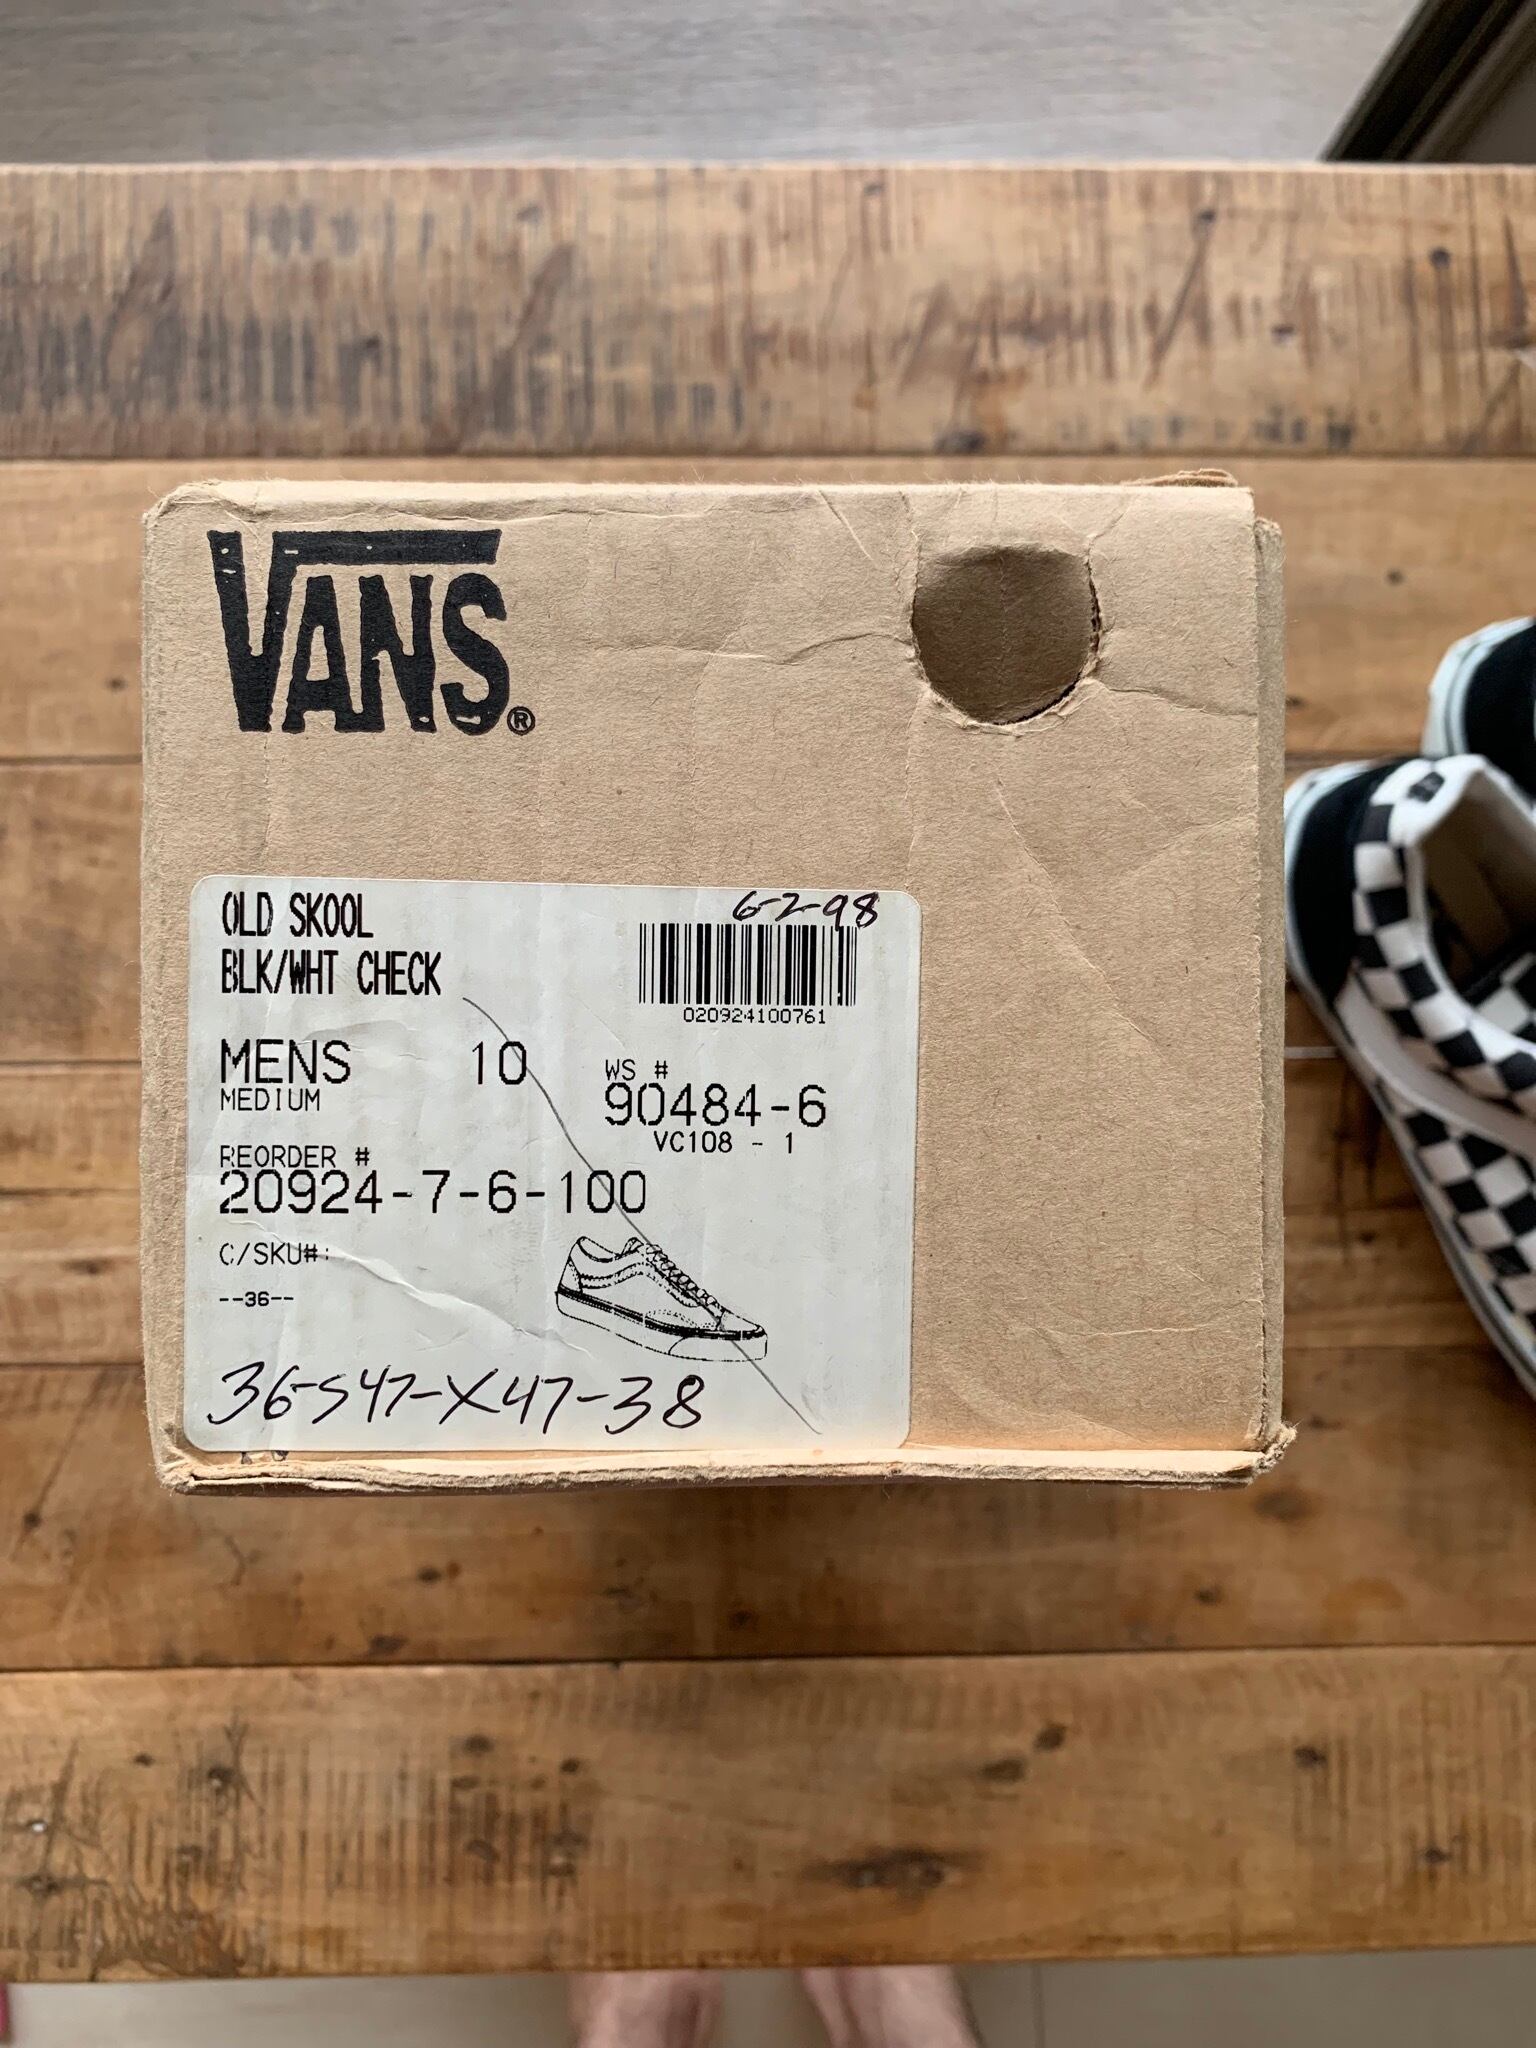 VANS®
OLD SKOOL
BLK/WHT CHECK
6-2-98
020924100761
MENS 10
MEDIUM
WS #
90484-6
VC108 - 1
REORDER #
20924-7-6-100
C/SKU#:
--36--
36-S47-X47-38